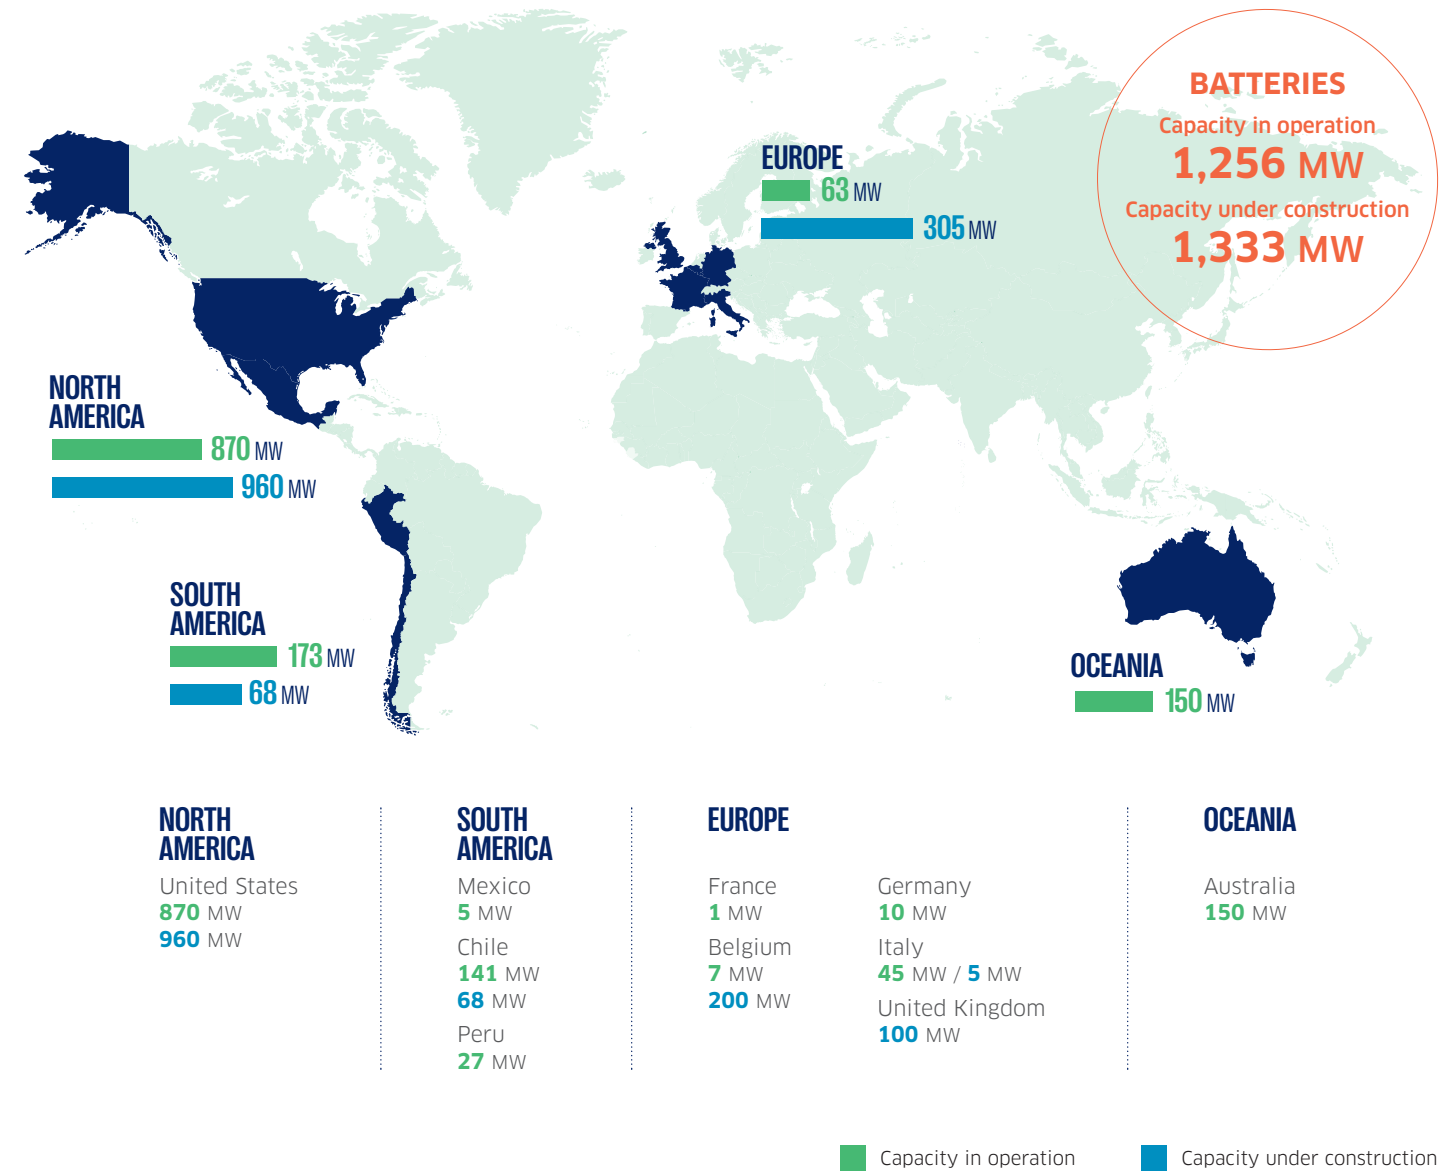 BATTERIES
Capacity in operation
1,256 MW
Capacity under construction
1,333 MW
EUROPE
63 MW
305 MW
NORTH
AMERICA
870 MW
960 MW
SOUTH
AMERICA
173 MW
68 MW
OCEANIA
150 MW
NORTH
AMERICA
United States
870 MW
960 MW
SOUTH
AMERICA
Mexico
5 MW
Chile
141 MW
68 MW
Peru
27 MW
EUROPE
France
1 MW
Belgium
7 MW
200 MW
Germany
10 MW
Italy
45 MW / 5 MW
United Kingdom
100 MW
OCEANIA
Australia
150 MW
Capacity in operation
Capacity under construction